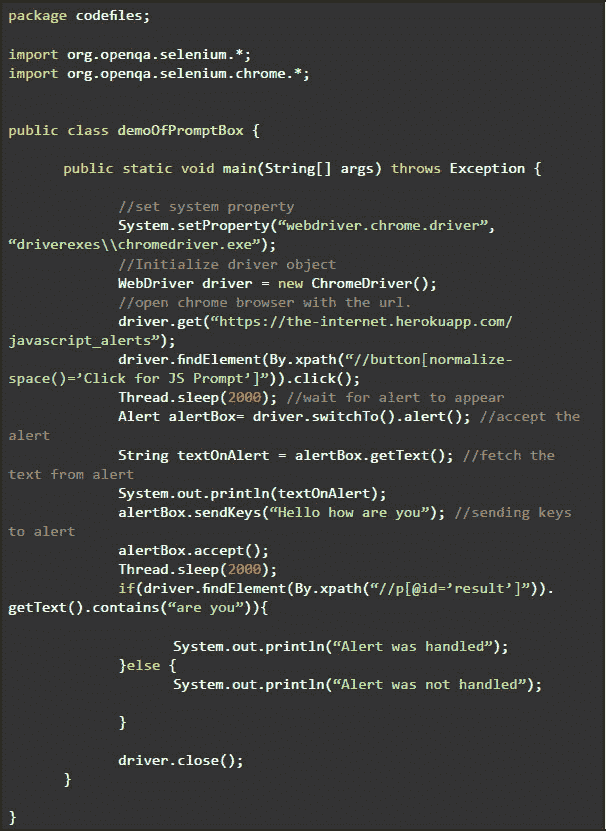 package codefiles;
import org.openqa.selenium.*;
import org.openqa.selenium.chrome.*;
public class demoOfPromptBox {
public static void main(String[] args) throws Exception {
//set system property
System.setProperty(“webdriver.chrome.driver”,
“driverexes\\chromedriver.exe”);
//Initialize driver object
WebDriver driver = new ChromeDriver();
//open chrome browser with the url.
driver.get(“https://the-internet.herokuapp.com/
javascript_alerts”);
driver.findElement(By.xpath(“//button[normalize-
space()=’Click for JS Prompt’]”)).click();
Thread.sleep(2000); //wait for alert to appear
Alert alertBox= driver.switchTo().alert(); //accept the
alert
String textOnAlert = alertBox.getText(); //fetch the
text from alert
System.out.println(textOnAlert);
alertBox.sendKeys(“Hello how are you”); //sending keys
to alert
alertBox.accept();
Thread.sleep(2000);
if(driver.findElement(By.xpath(“//p[@id=’result’]”)).
getText().contains(“are you”)){
System.out.println(“Alert was handled”);
}else {
System.out.println(“Alert was not handled”);
}
driver.close();
}
}